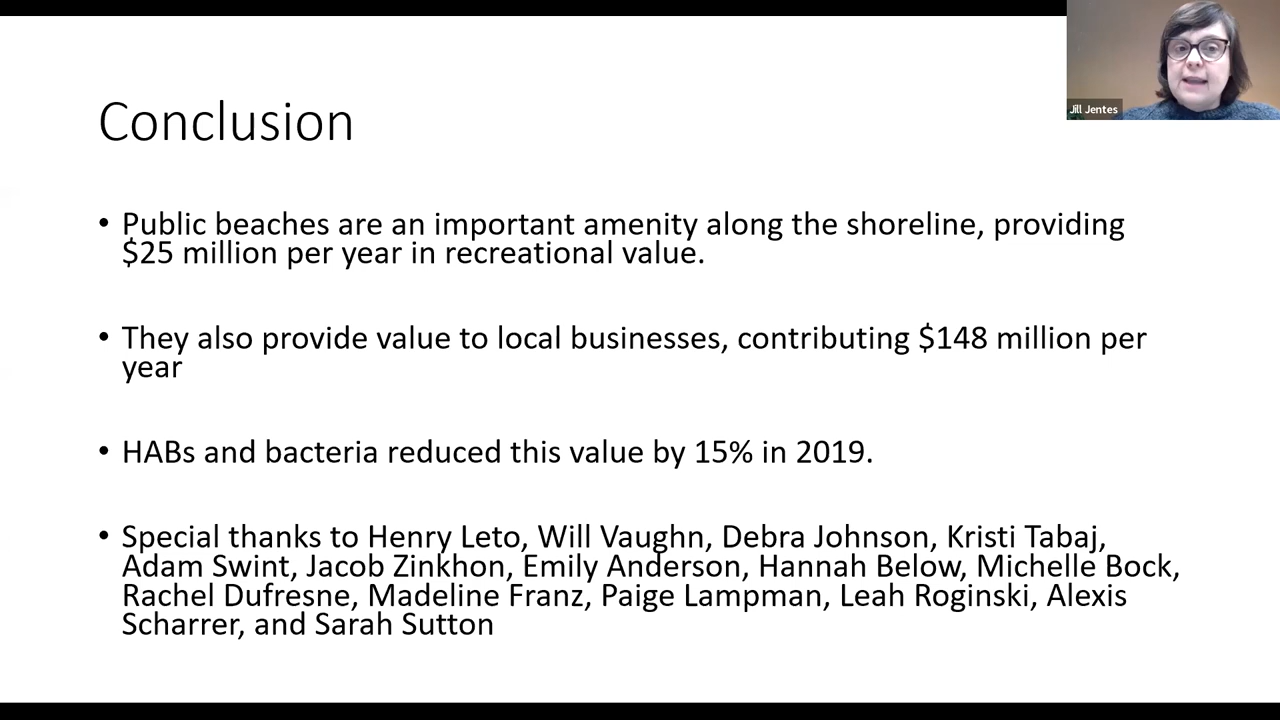 Jill Jentes
Conclusion
• Public beaches are an important amenity along the shoreline, providing
$25 million per year in recreational value.
• They also provide value to local businesses, contributing $148 million per
year
• HABs and bacteria reduced this value by 15% in 2019.
• Special thanks to Henry Leto, Will Vaughn, Debra Johnson, Kristi Tabaj,
Adam Swint, Jacob Zinkhon, Emily Anderson, Hannah Below, Michelle Bock,
Rachel Dufresne, Madeline Franz, Paige Lampman, Leah Roginski, Alexis
Scharrer, and Sarah Sutton